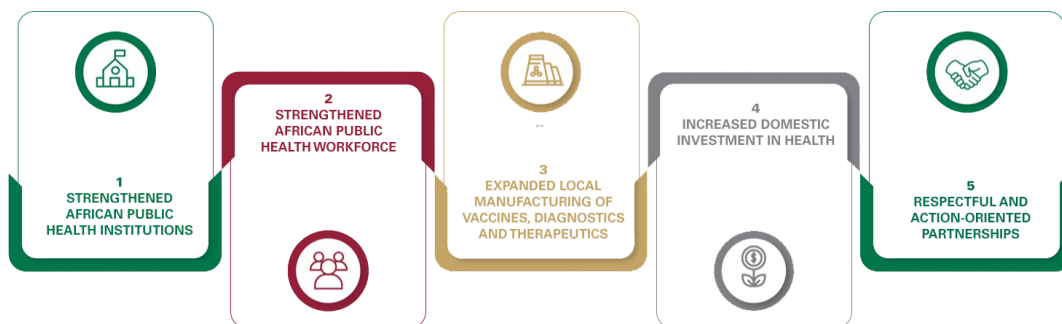 1
STRENGTHENED
AFRICAN PUBLIC
HEALTH INSTITUTIONS
2
STRENGTHENED
AFRICAN PUBLIC
HEALTH WORKFORCE
3
EXPANDED LOCAL
MANUFACTURING OF
VACCINES, DIAGNOSTICS
AND THERAPEUTICS
4
INCREASED DOMESTIC
INVESTMENT IN HEALTH
$
5
RESPECTFUL AND
ACTION-ORIENTED
PARTNERSHIPS